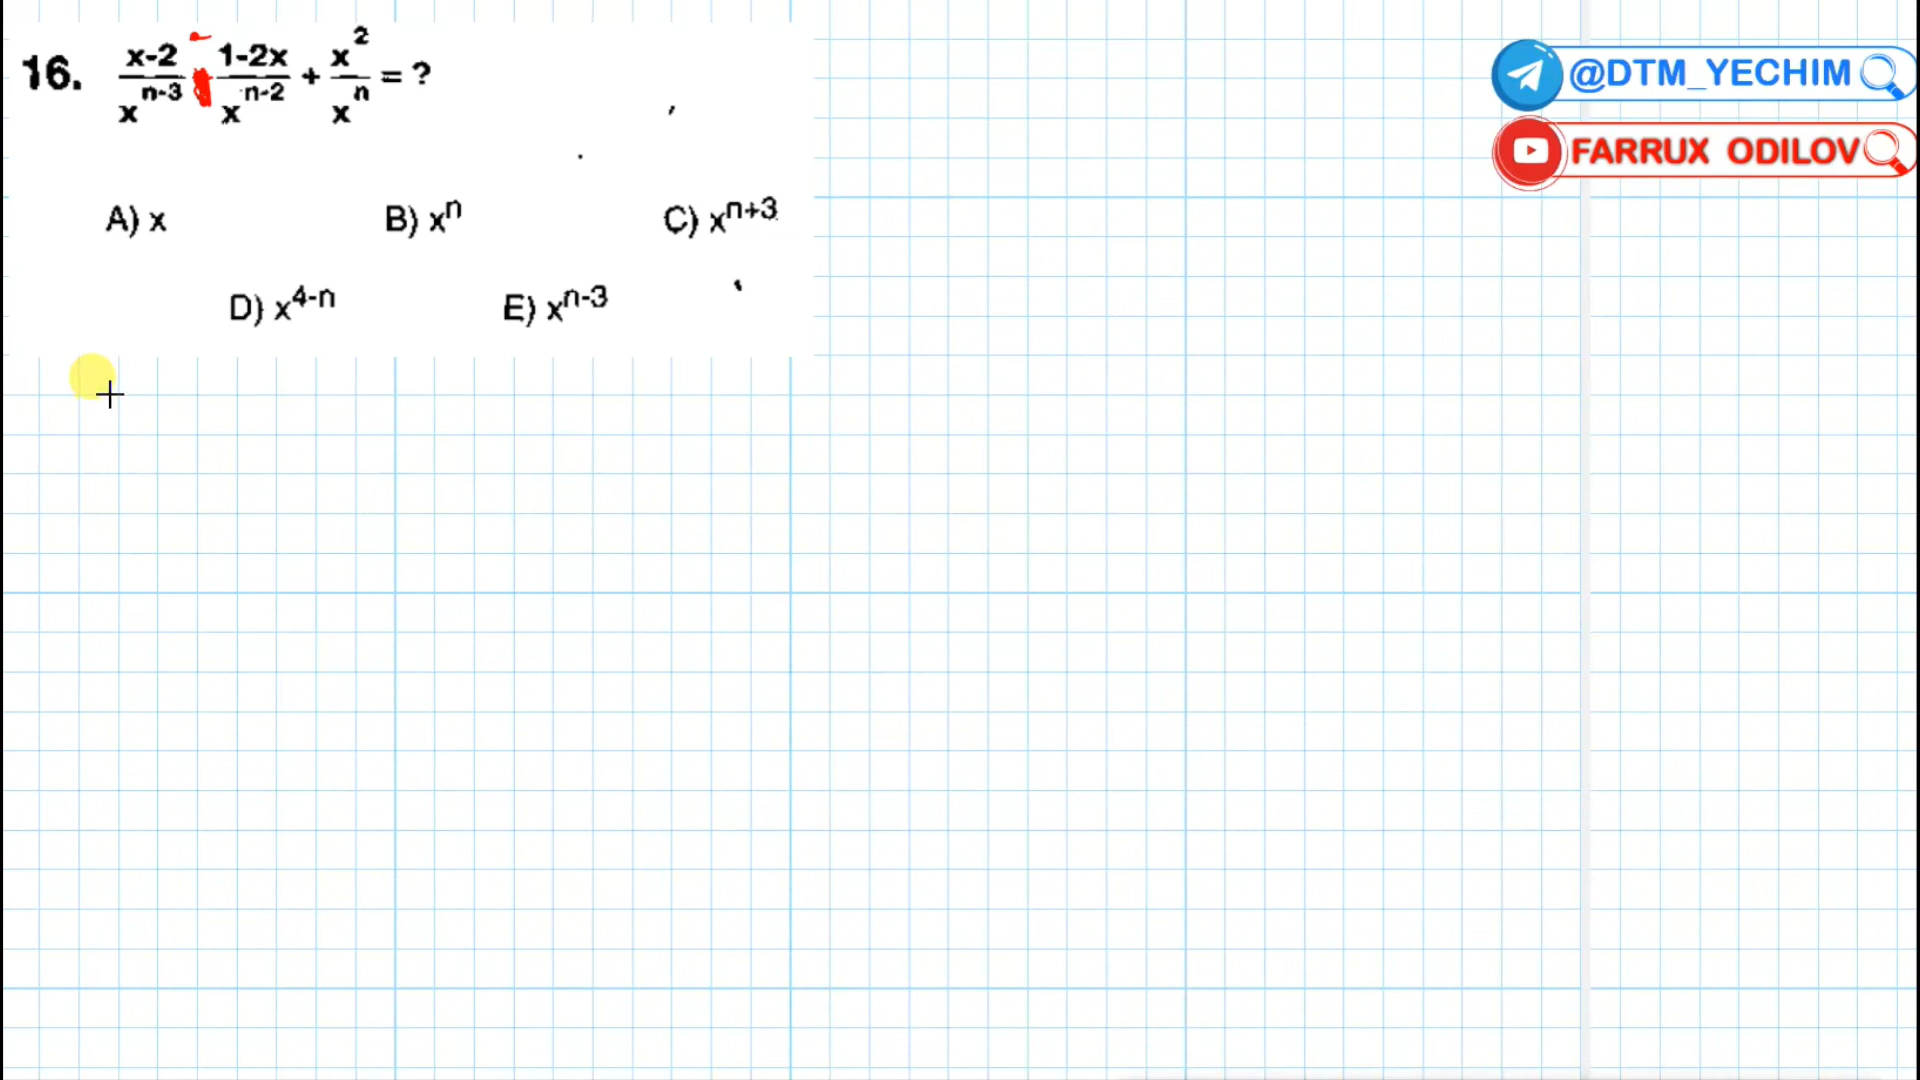 16. x-2/x^n-3 - 1-2x/x^n-2 + x^2/x^n = ?
A) x B) x^n C) x^n+3
D) x^4-n E) x^n-3
@DTM_YECHIM
FARRUX ODILOV